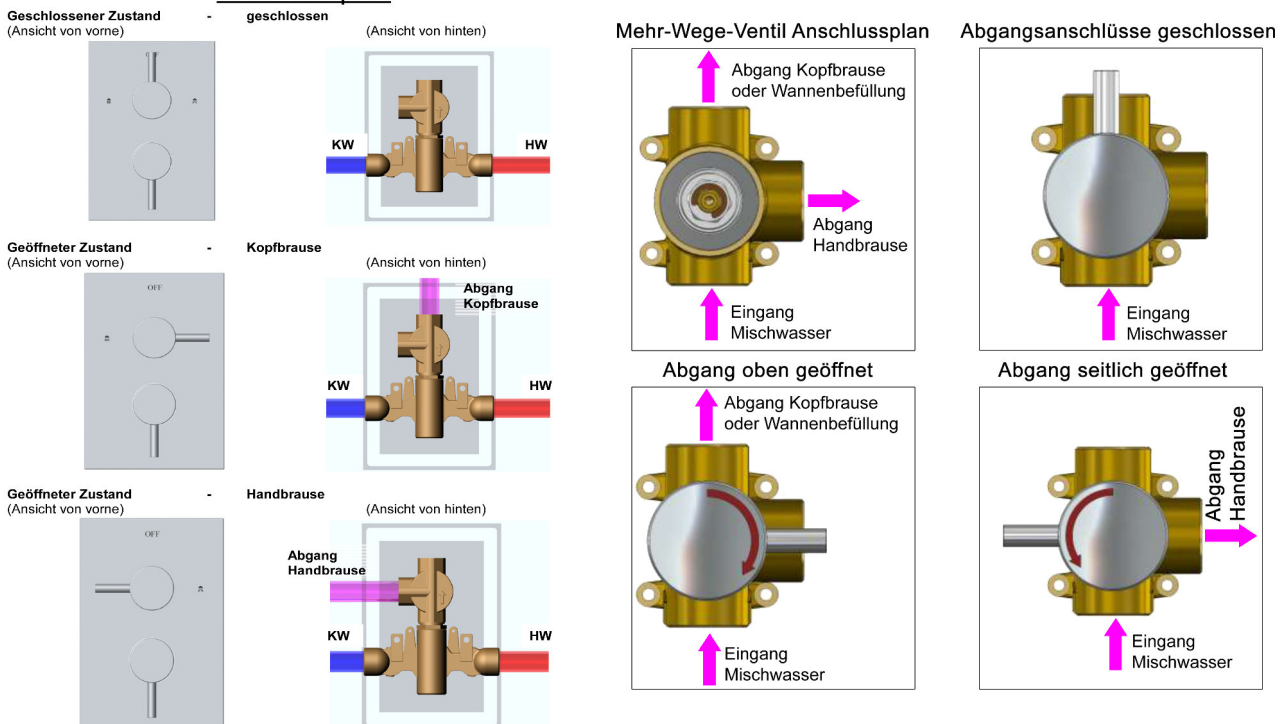 Geschlossener Zustand - geschlossen
(Ansicht von vorne) (Ansicht von hinten)
OFF
KW HW
Geöffneter Zustand - Kopfbrause
(Ansicht von vorne) (Ansicht von hinten)
OFF
Abgang
Kopfbrause
KW HW
Geöffneter Zustand - Handbrause
(Ansicht von vorne) (Ansicht von hinten)
OFF
Abgang
Handbrause
KW HW
Mehr-Wege-Ventil Anschlussplan
Abgang Kopfbrause
oder Wannenbefüllung
Abgang
Handbrause
Eingang
Mischwasser
Abgangsanschlüsse geschlossen
Eingang
Mischwasser
Abgang oben geöffnet
Abgang Kopfbrause
oder Wannenbefüllung
Eingang
Mischwasser
Abgang seitlich geöffnet
Abgang
Handbrause
Eingang
Mischwasser